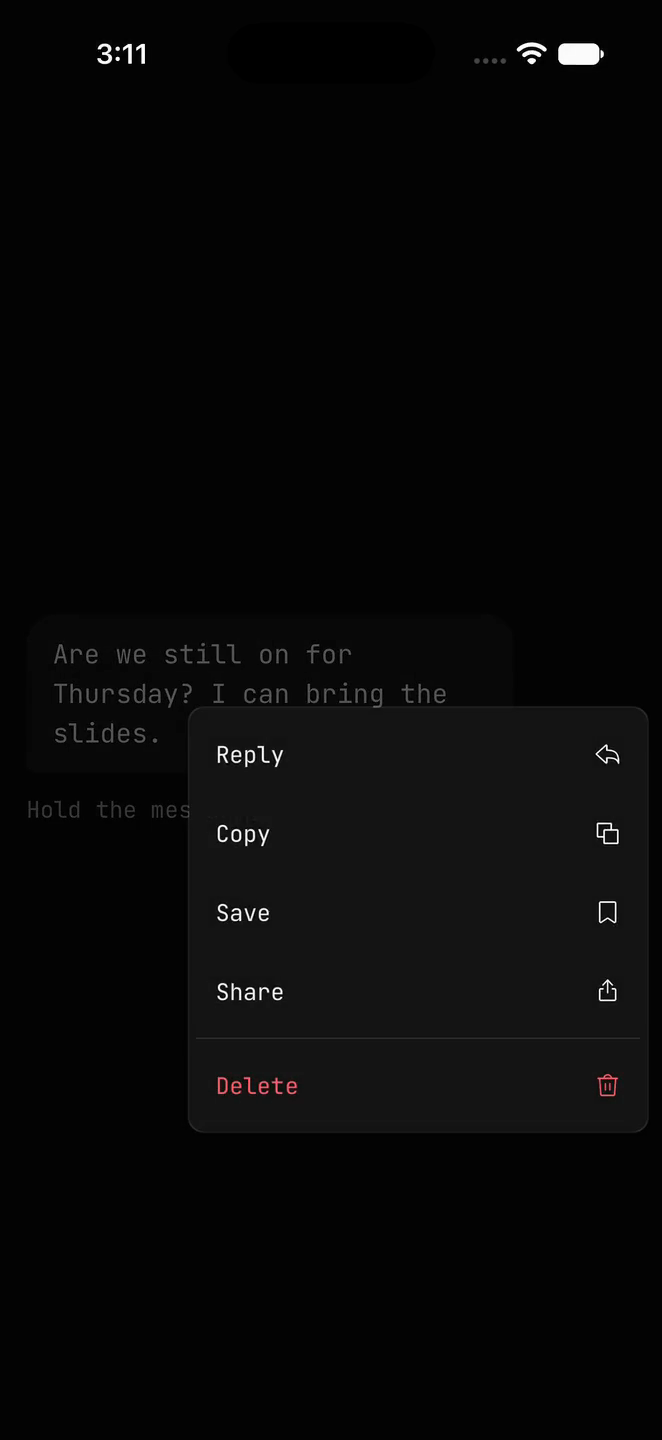 3:11
Are we still on for
Thursday? I can bring the
slides.
Hold the mes
Reply
Copy
Save
Share
Delete